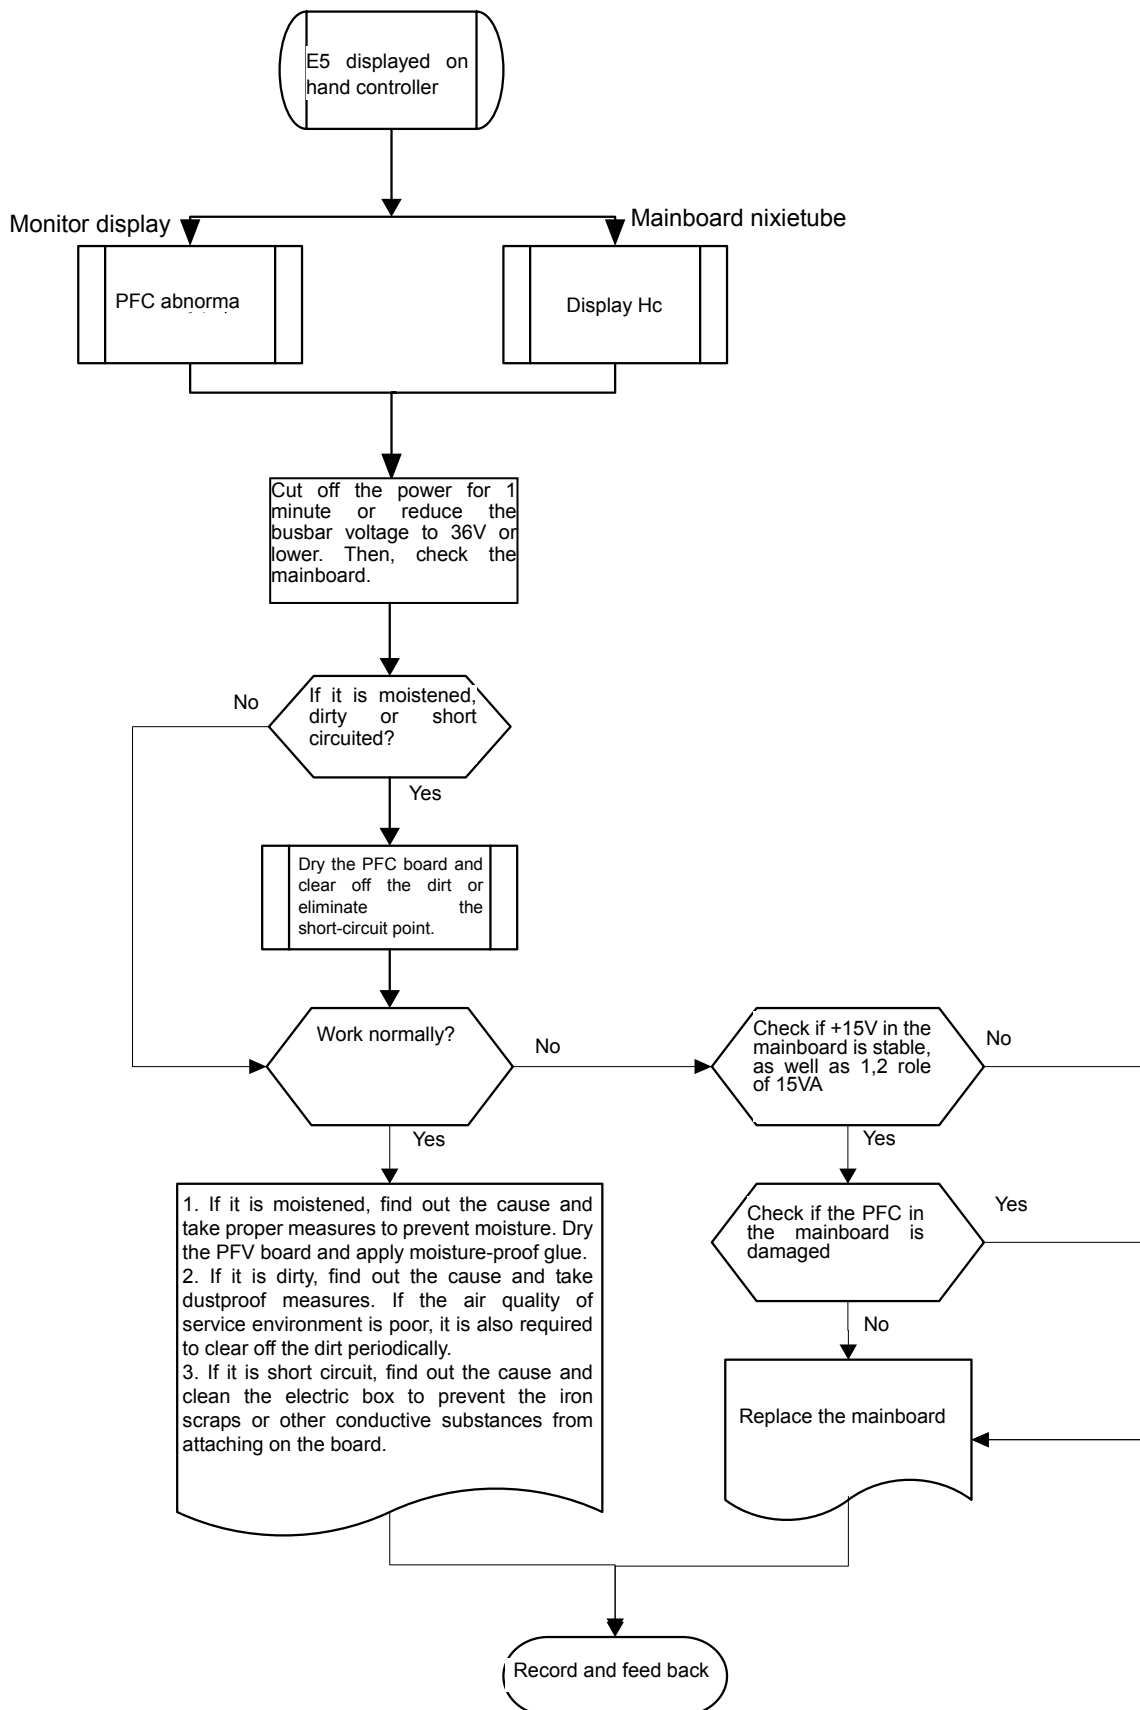 E5 displayed on
hand controller
Monitor display
Mainboard nixietube
PFC abnorma
Display Hc
Cut off the power for 1
minute or reduce the
busbar voltage to 36V or
lower. Then, check the
mainboard.
No
If it is moistened,
dirty or short
circuited?
Yes
Dry the PFC board and
clear off the dirt or
eliminate the
short-circuit point.
Work normally?
No
Check if +15V in the
mainboard is stable,
as well as 1,2 role
of 15VA
No
Yes
Yes
1. If it is moistened, find out the cause and
take proper measures to prevent moisture. Dry
the PFV board and apply moisture-proof glue.
2. If it is dirty, find out the cause and take
dustproof measures. If the air quality of
service environment is poor, it is also required
to clear off the dirt periodically.
3. If it is short circuit, find out the cause and
clean the electric box to prevent the iron
scraps or other conductive substances from
attaching on the board.
Check if the PFC in
the mainboard is
damaged
Yes
No
Replace the mainboard
Record and feed back